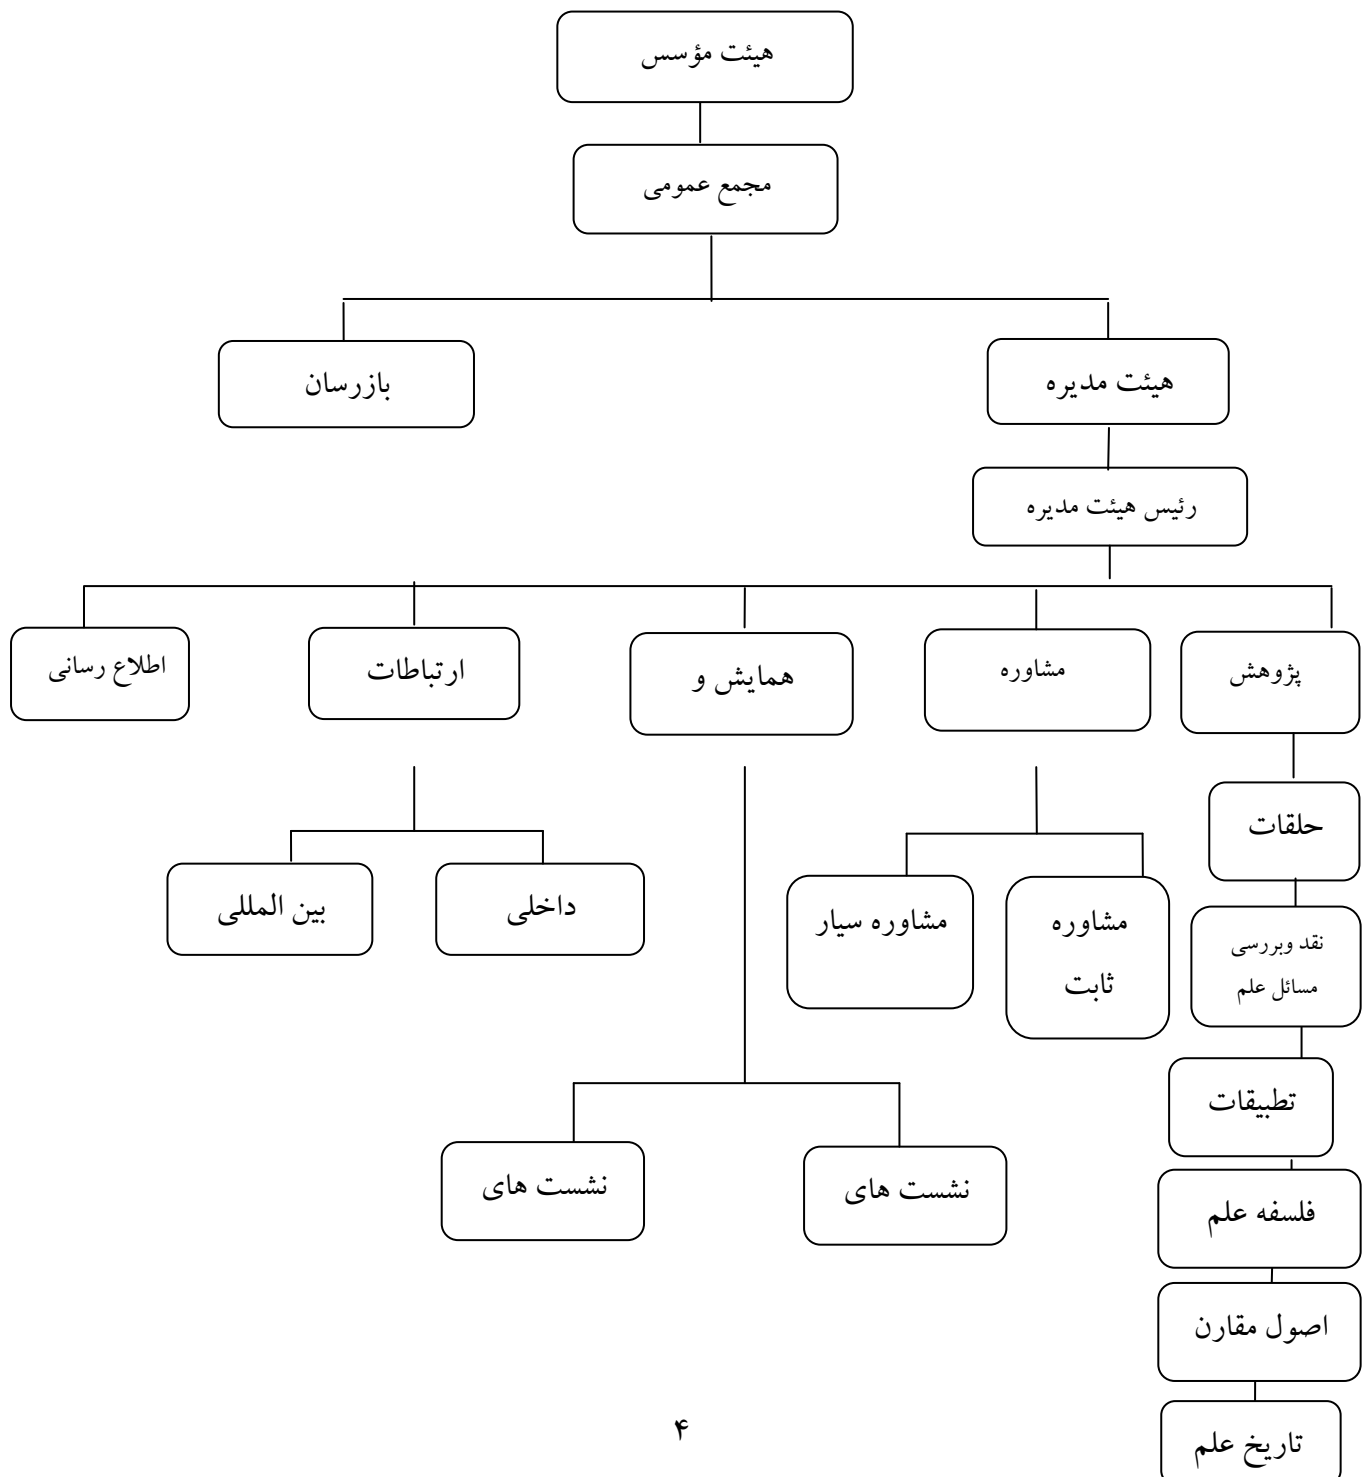 هیئت مؤسس
مجمع عمومی
هیئت مدیره
بازرسان
رئیس هیئت مدیره
پژوهش
مشاوره
همایش و
ارتباطات
اطلاع رسانی
حلقات
مشاوره
ثابت
مشاوره سیار
داخلی
بین المللی
نقد وبررسی
مسائل علم
تطبیقات
نشست های
نشست های
فلسفه علم
اصول مقارن
تاریخ علم
۴